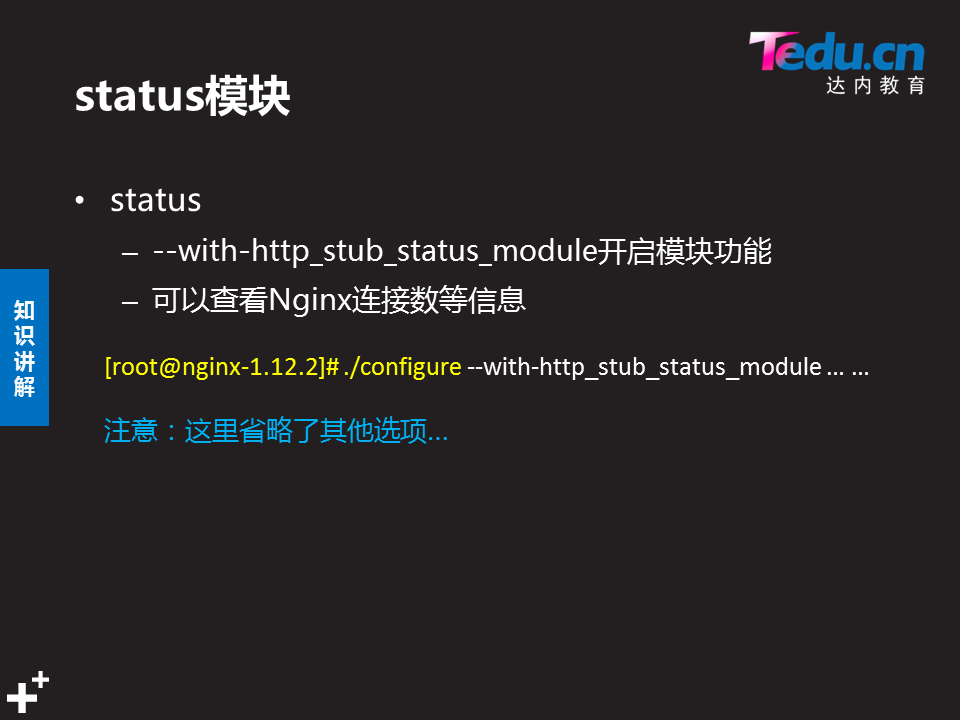 Tedu.cn
达内教育
status模块
• status
– --with-http_stub_status_module开启模块功能
– 可以查看Nginx连接数等信息
知识讲解
[root@nginx-1.12.2]# ./configure --with-http_stub_status_module ... ...
注意：这里省略了其他选项...